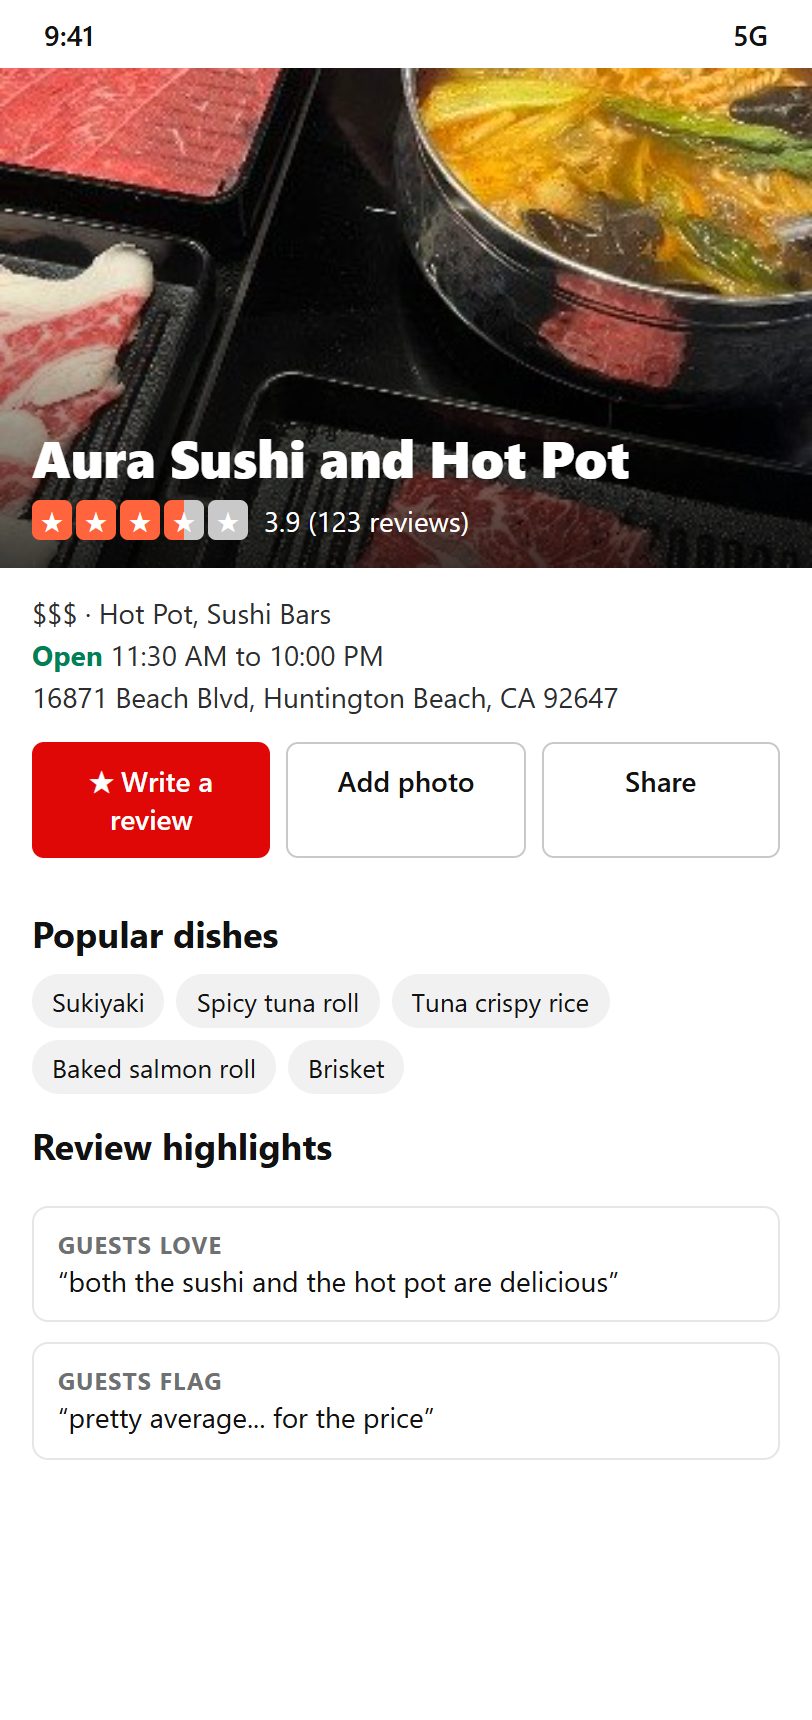 9:41 5G
Aura Sushi and Hot Pot
3.9 (123 reviews)
$$$ · Hot Pot, Sushi Bars
Open 11:30 AM to 10:00 PM
16871 Beach Blvd, Huntington Beach, CA 92647
★ Write a
review
Add photo
Share
Popular dishes
Sukiyaki
Spicy tuna roll
Tuna crispy rice
Baked salmon roll
Brisket
Review highlights
GUESTS LOVE
“both the sushi and the hot pot are delicious”
GUESTS FLAG
“pretty average... for the price”